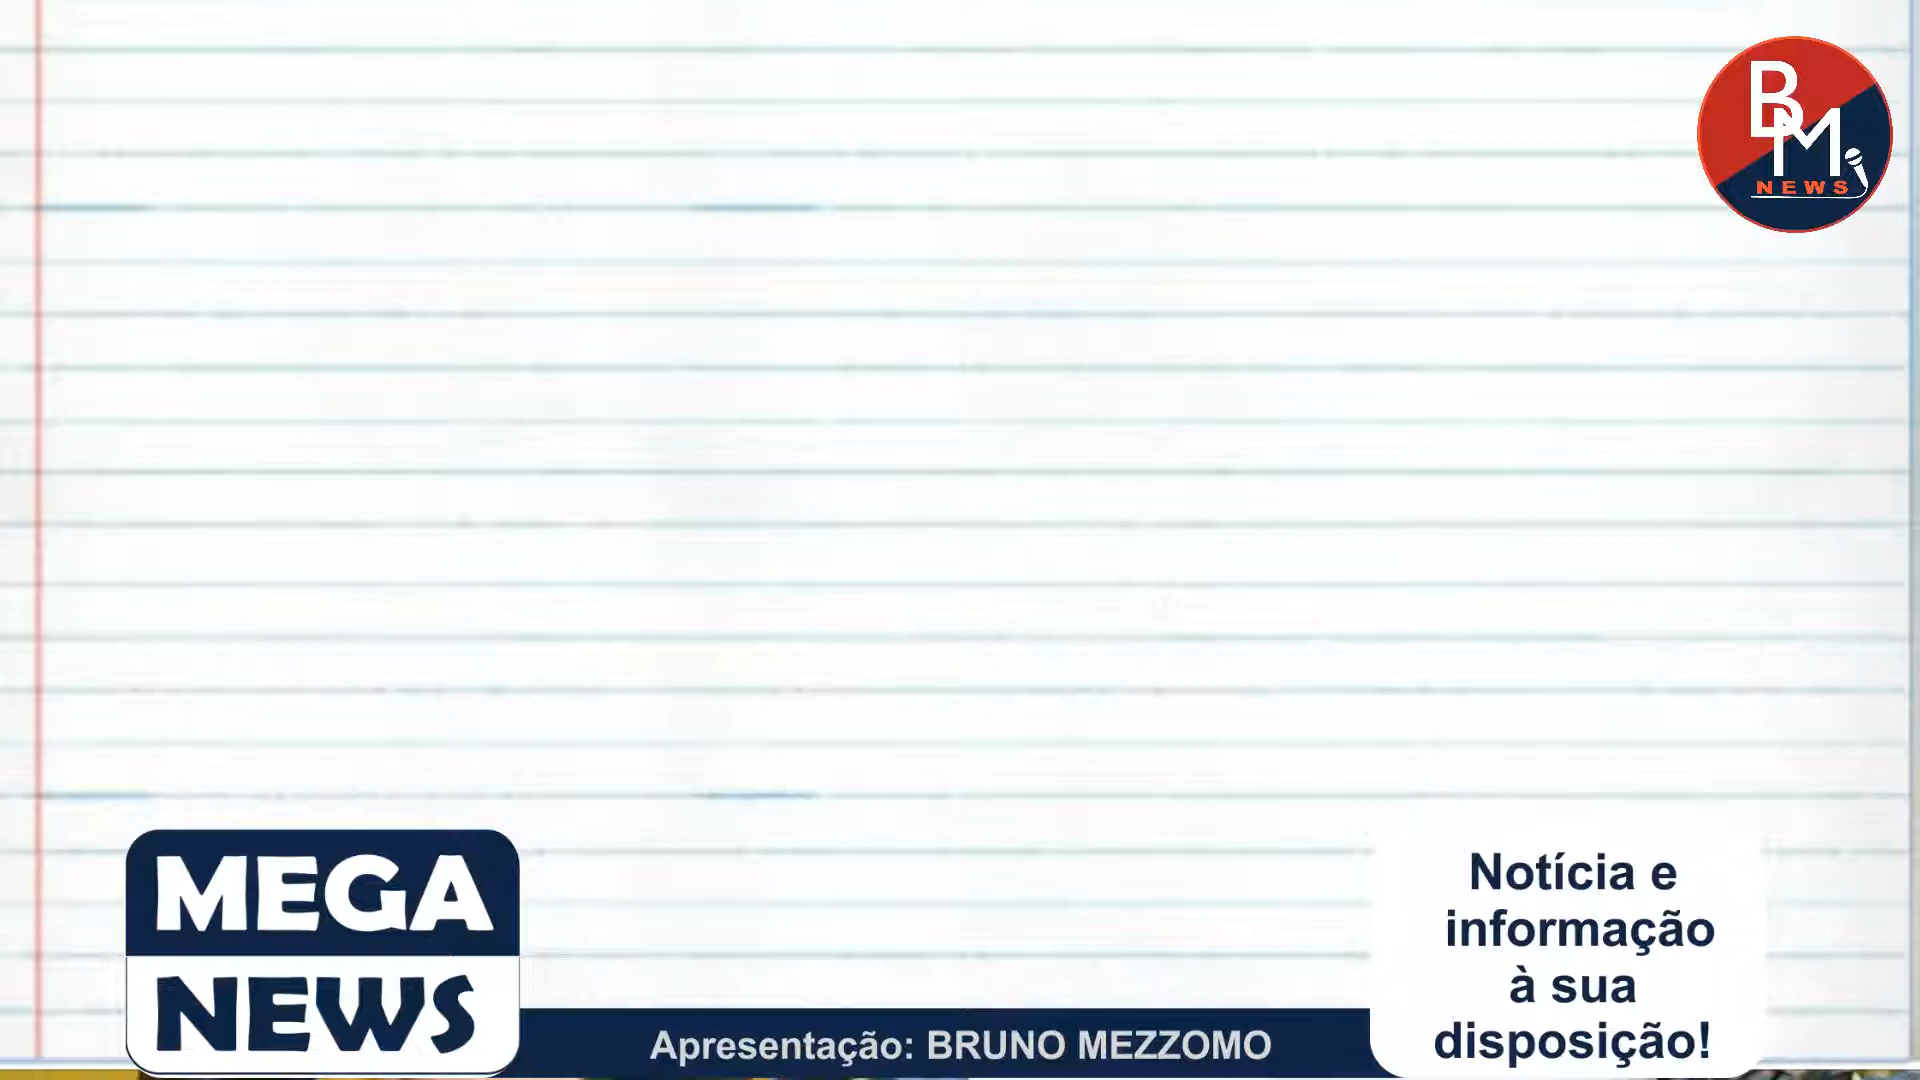 BM
NEWS
MEGA
NEWS
Apresentação: BRUNO MEZZOMO
Notícia e
informação
à sua
disposição!